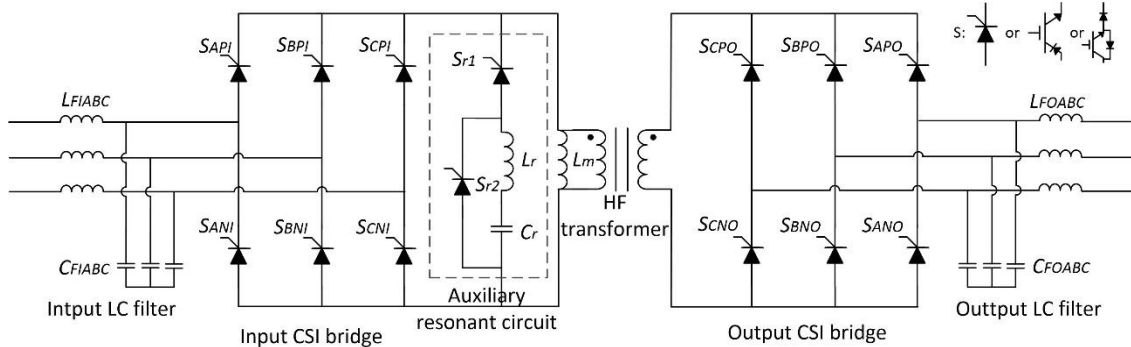 SAPI
SBPI
SCPI
Sr1
SCPO
SBPO
SAPO
S:
or
or
LFIABC
LFOABC
Lr
Lm
Sr2
Cr
HF
transformer
SANI
SBNI
SCNI
SCNO
SBNO
SANO
CFIABC
CFOABC
Intput LC filter
Auxiliary
resonant circuit
Outtput LC filter
Input CSI bridge
Output CSI bridge